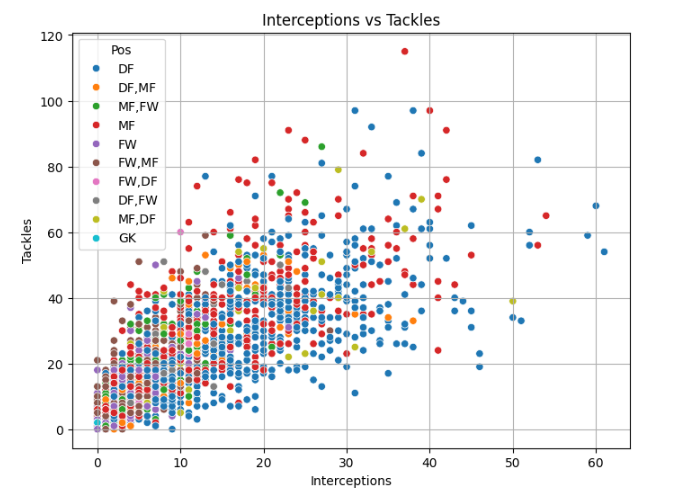 Interceptions vs Tackles
Pos
DF
DF,MF
MF,FW
MF
FW
FW,MF
FW,DF
DF,FW
MF,DF
GK
120
100
80
60
40
20
0
Tackles
0 10 20 30 40 50 60
Interceptions